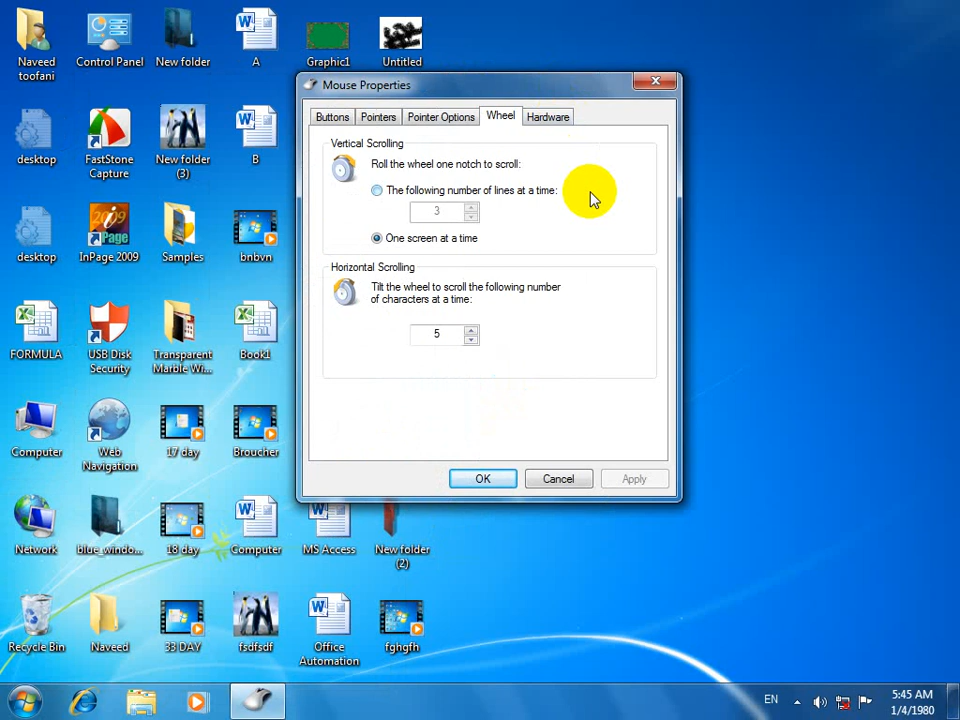 Naveed
toofani
Control Panel
New folder
A
Graphic1
Untitled
Mouse Properties
Buttons
Pointers
Pointer Options
Wheel
Hardware
Vertical Scrolling
Roll the wheel one notch to scroll:
The following number of lines at a time:
3
One screen at a time
Horizontal Scrolling
Tilt the wheel to scroll the following number
of characters at a time:
5
OK
Cancel
Apply
desktop
FastStone
Capture
New folder
(3)
B
desktop
2009
InPage
InPage 2009
Samples
bnbvn
FORMULA
USB Disk
Security
Transparent
Marble Wi...
Book1
Computer
Web
Navigation
17 day
Broucher
Network
blue_windo...
18 day
Computer
MS Access
New folder
(2)
Recycle Bin
Naveed
33 DAY
fsdfsdf
Office
Automation
fghgfh
EN
5:45 AM
1/4/1980